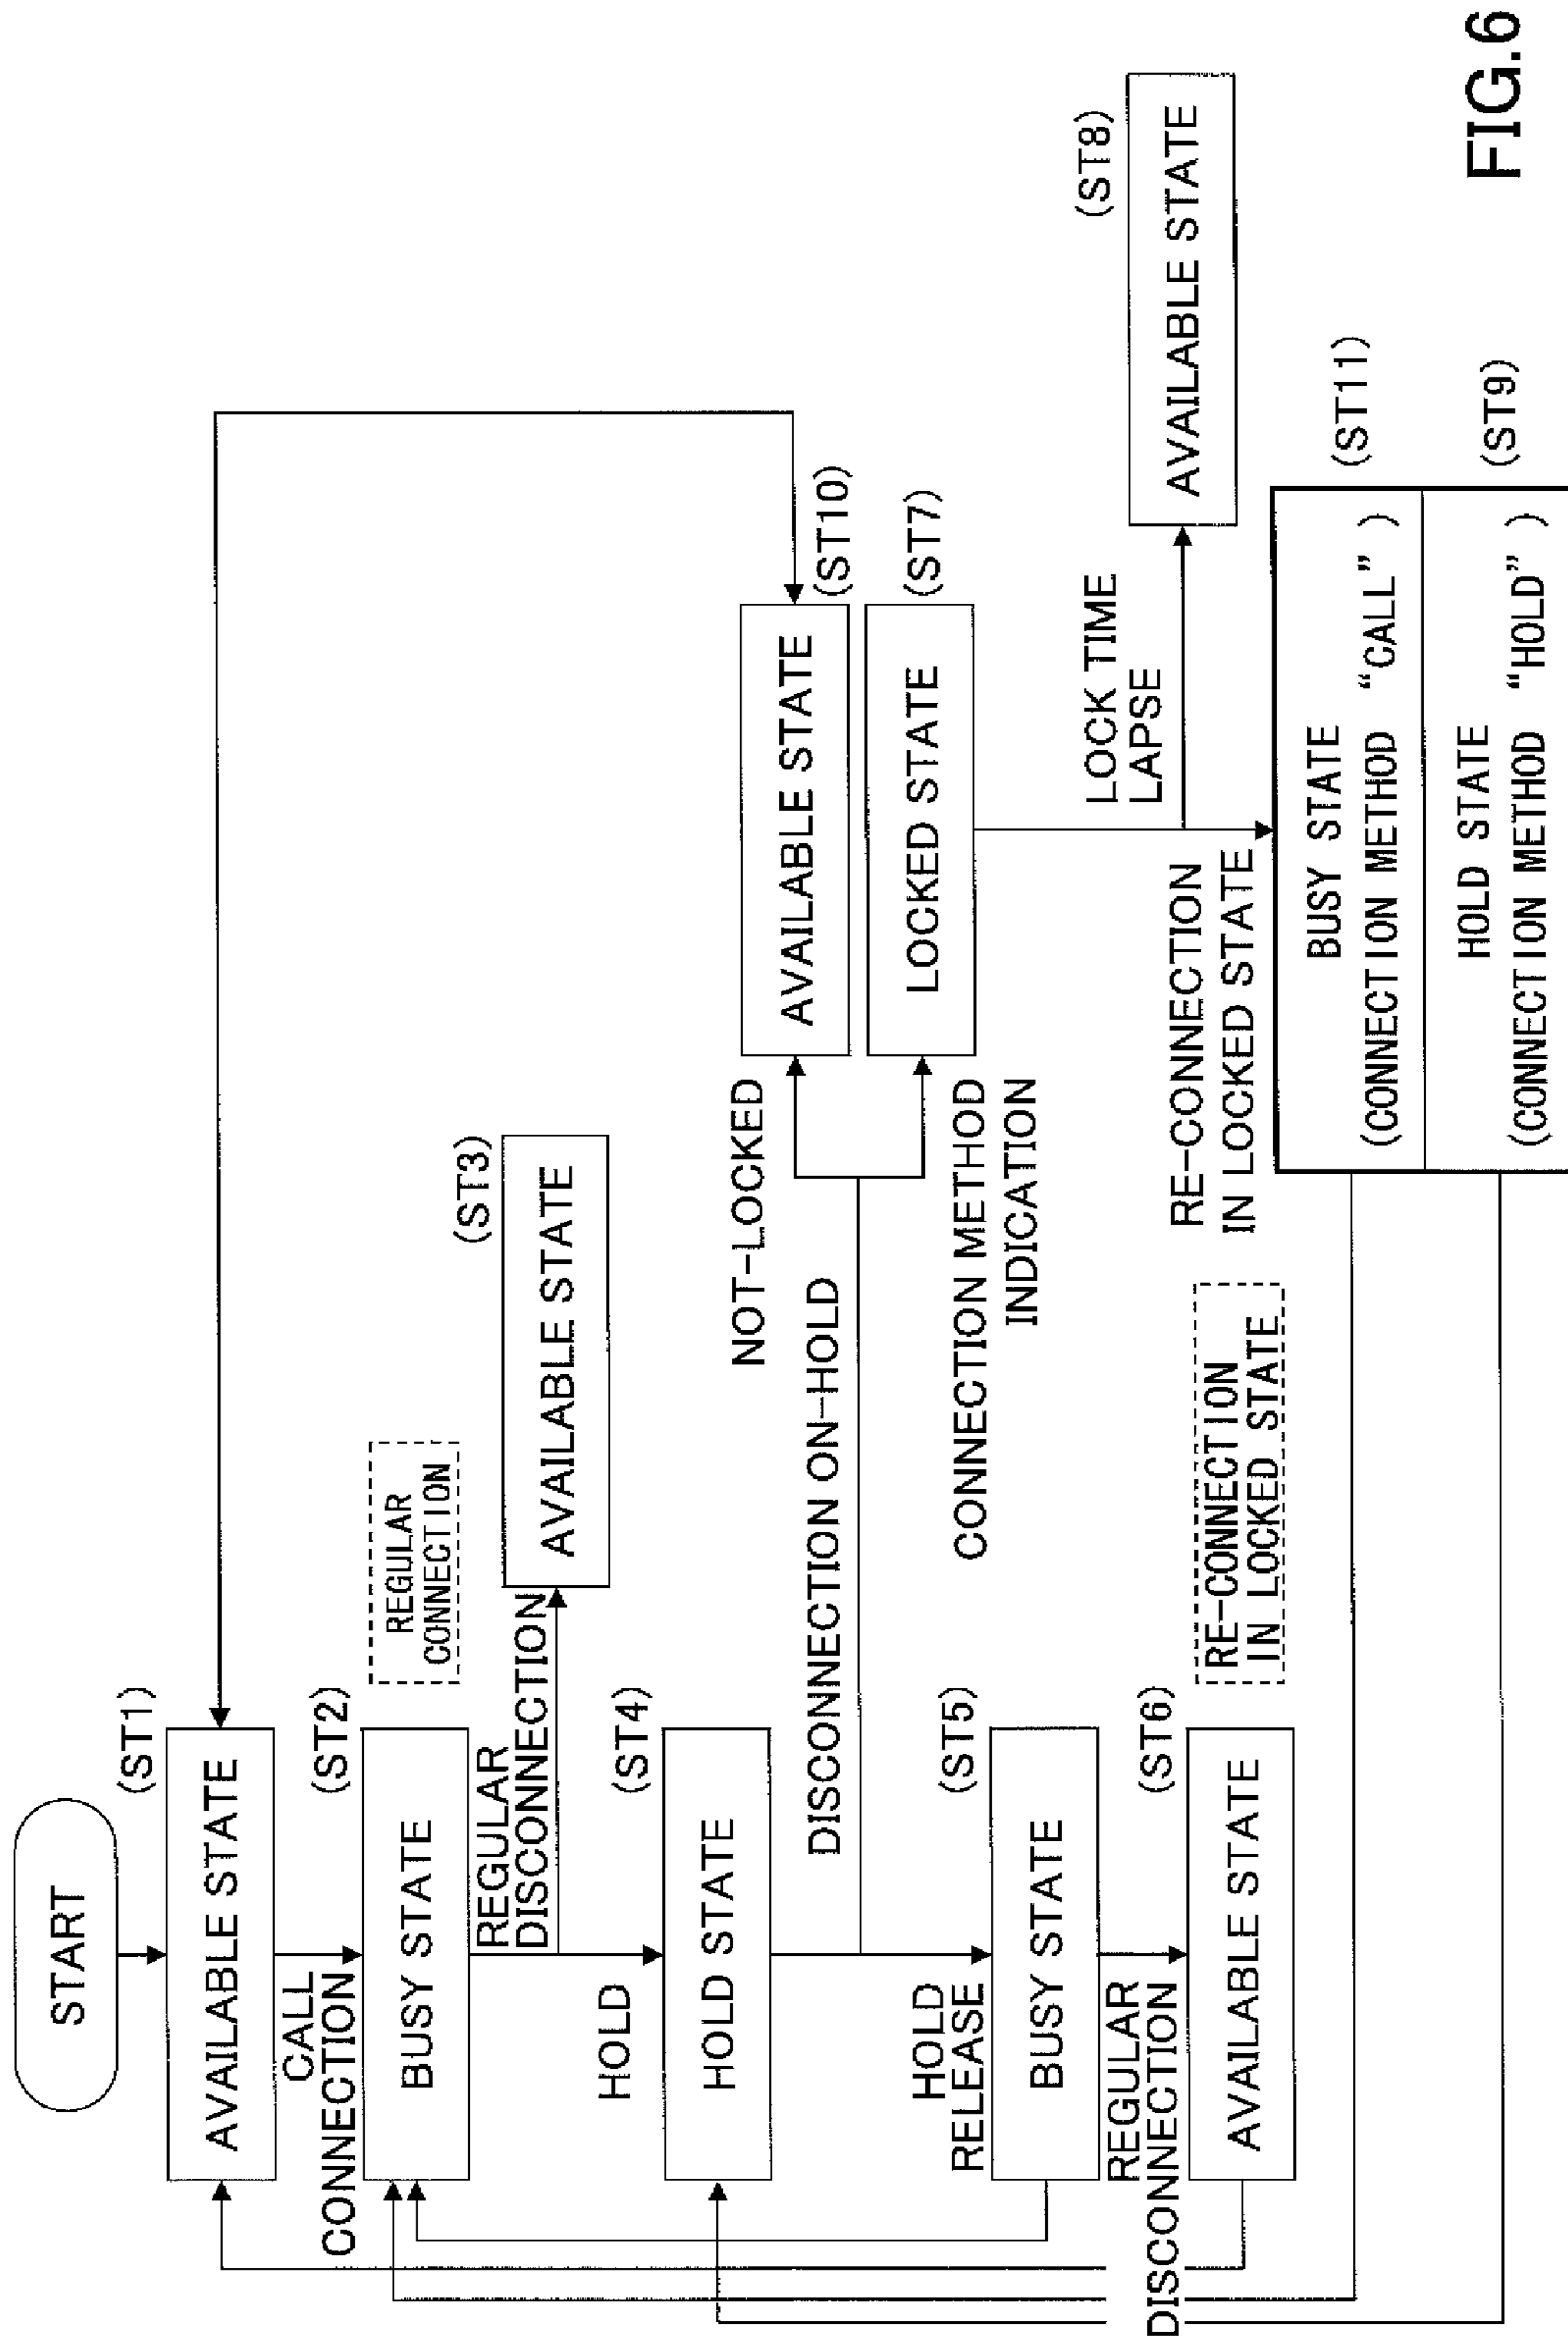 START
(ST1)
AVAILABLE STATE
CALL
CONNECTION
(ST2)
BUSY STATE
REGULAR
CONNECTION
REGULAR
DISCONNECTION
(ST3)
AVAILABLE STATE
HOLD
(ST4)
HOLD STATE
DISCONNECTION ON-HOLD
NOT-LOCKED
AVAILABLE STATE
(ST10)
LOCKED STATE
(ST7)
CONNECTION METHOD
INDICATION
HOLD
RELEASE
(ST5)
BUSY STATE
REGULAR
DISCONNECTION
(ST6)
AVAILABLE STATE
RE-CONNECTION
IN LOCKED STATE
LOCK TIME
LAPSE
(ST8)
AVAILABLE STATE
RE-CONNECTION
IN LOCKED STATE
BUSY STATE
(CONNECTION METHOD "CALL" )
(ST11)
HOLD STATE
(CONNECTION METHOD "HOLD" )
(ST9)
FIG.6